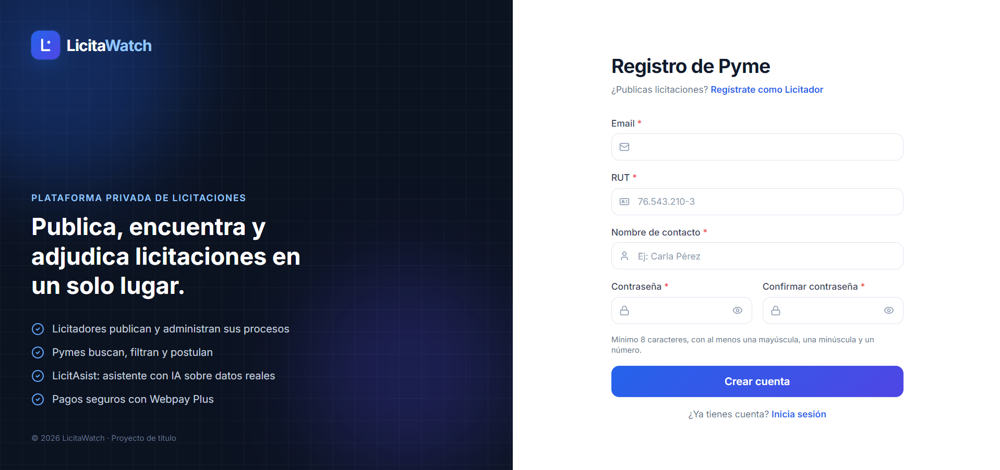 LicitaWatch
PLATAFORMA PRIVADA DE LICITACIONES
Publica, encuentra y
adjudica licitaciones en
un solo lugar.
Licitadores publican y administran sus procesos
Pymes buscan, filtran y postulan
LicitAsist: asistente con IA sobre datos reales
Pagos seguros con Webpay Plus
© 2026 LicitaWatch · Proyecto de título
Registro de Pyme
¿Publicas licitaciones? Regístrate como Licitador
Email *
RUT *
76.543.210-3
Nombre de contacto *
Ej: Carla Pérez
Contraseña *
Confirmar contraseña *
Mínimo 8 caracteres, con al menos una mayúscula, una minúscula y un
número.
Crear cuenta
¿Ya tienes cuenta? Inicia sesión